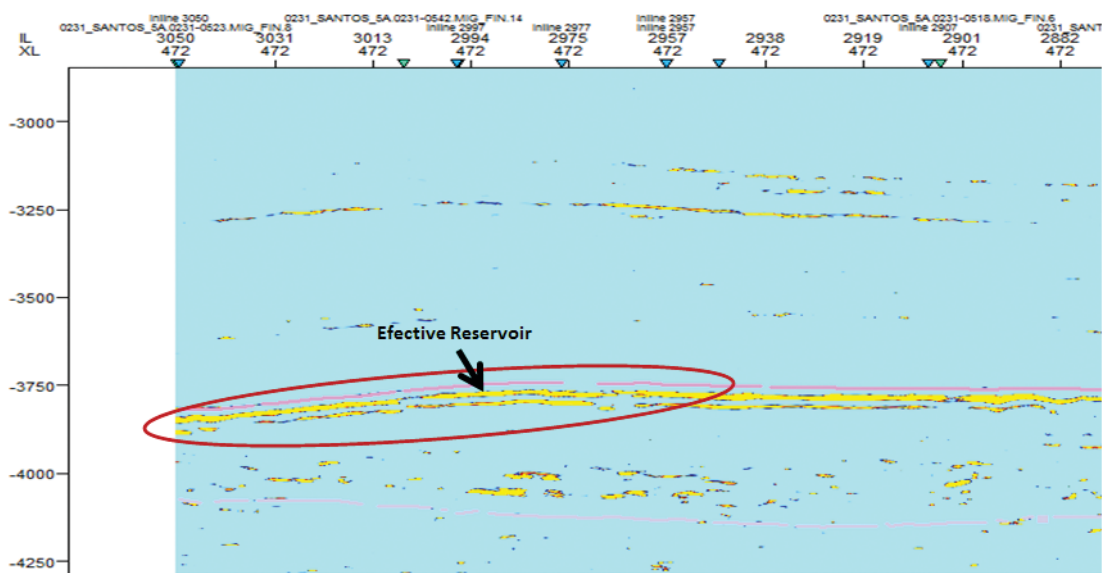 Inline 3050 Inline 2957
0231_SANTOS_5A.0231-0523.MIG_FIN.8 0231_SANTOS_5A.0231-0542.MIG_FIN.14 Inline 2997 Inline 2977 Inline 2957 0231_SANTOS_5A.0231-0518.MIG_FIN.6 Inline 2907 0231_SANT
IL 3050 3031 3013 2994 2975 2957 2938 2919 2901 2882
XL 472 472 472 472 472 472 472 472 472 472
-3000
-3250
-3500
Efective Reservoir
-3750
-4000
-4250